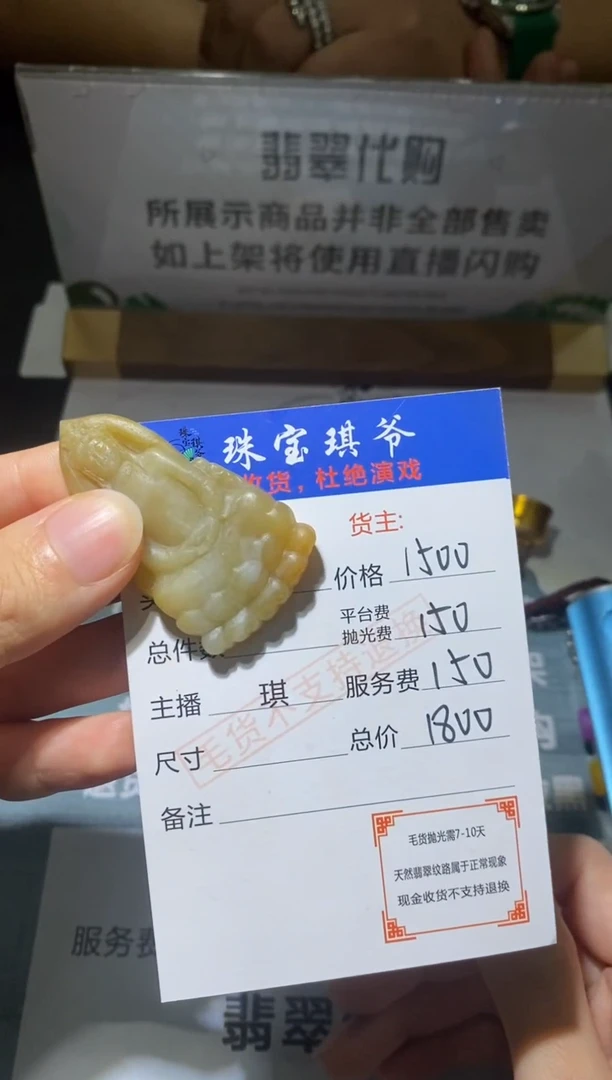 翡翠代购
所展示商品并非全部售卖
如上架将使用直播闪购
珠宝琪爷
收货，杜绝演戏
货主:
价格 1500
平台费
抛光费 150
总件数
主播 琪 服务费 150
尺寸 总价 1800
毛货不支持退换
备注
毛货抛光需7-10天
天然翡翠纹路属于正常现象
现金收货不支持退换
服务费
翡翠